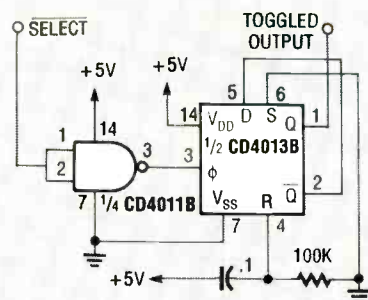 SELECT
TOGGLED
OUTPUT
+5V
+5V
5 6
14 D S
1 14 V_DD Q 1
3 3 1/2 CD4013B
2 φ Q̅ 2
7 1/4 CD4011B V_SS R
7 4
100K
+5V .1